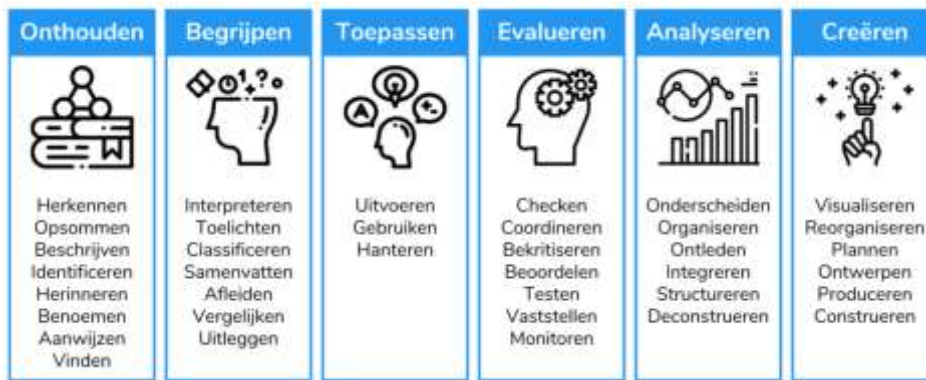 Onthouden
Herkennen
Opsommen
Beschrijven
Identificeren
Herinneren
Benoemen
Aanwijzen
Vinden
Begrijpen
Interpreteren
Toelichten
Classificeren
Samenvatten
Afleiden
Vergelijken
Uitleggen
Toepassen
A
Uitvoeren
Gebruiken
Hanteren
Evalueren
Checken
Coordineren
Bekritiseren
Beoordelen
Testen
Vaststellen
Monitoren
Analyseren
Onderscheiden
Organiseren
Ontleden
Integreren
Structureren
Deconstrueren
Creëren
Visualiseren
Reorganiseren
Plannen
Ontwerpen
Produceren
Construeren